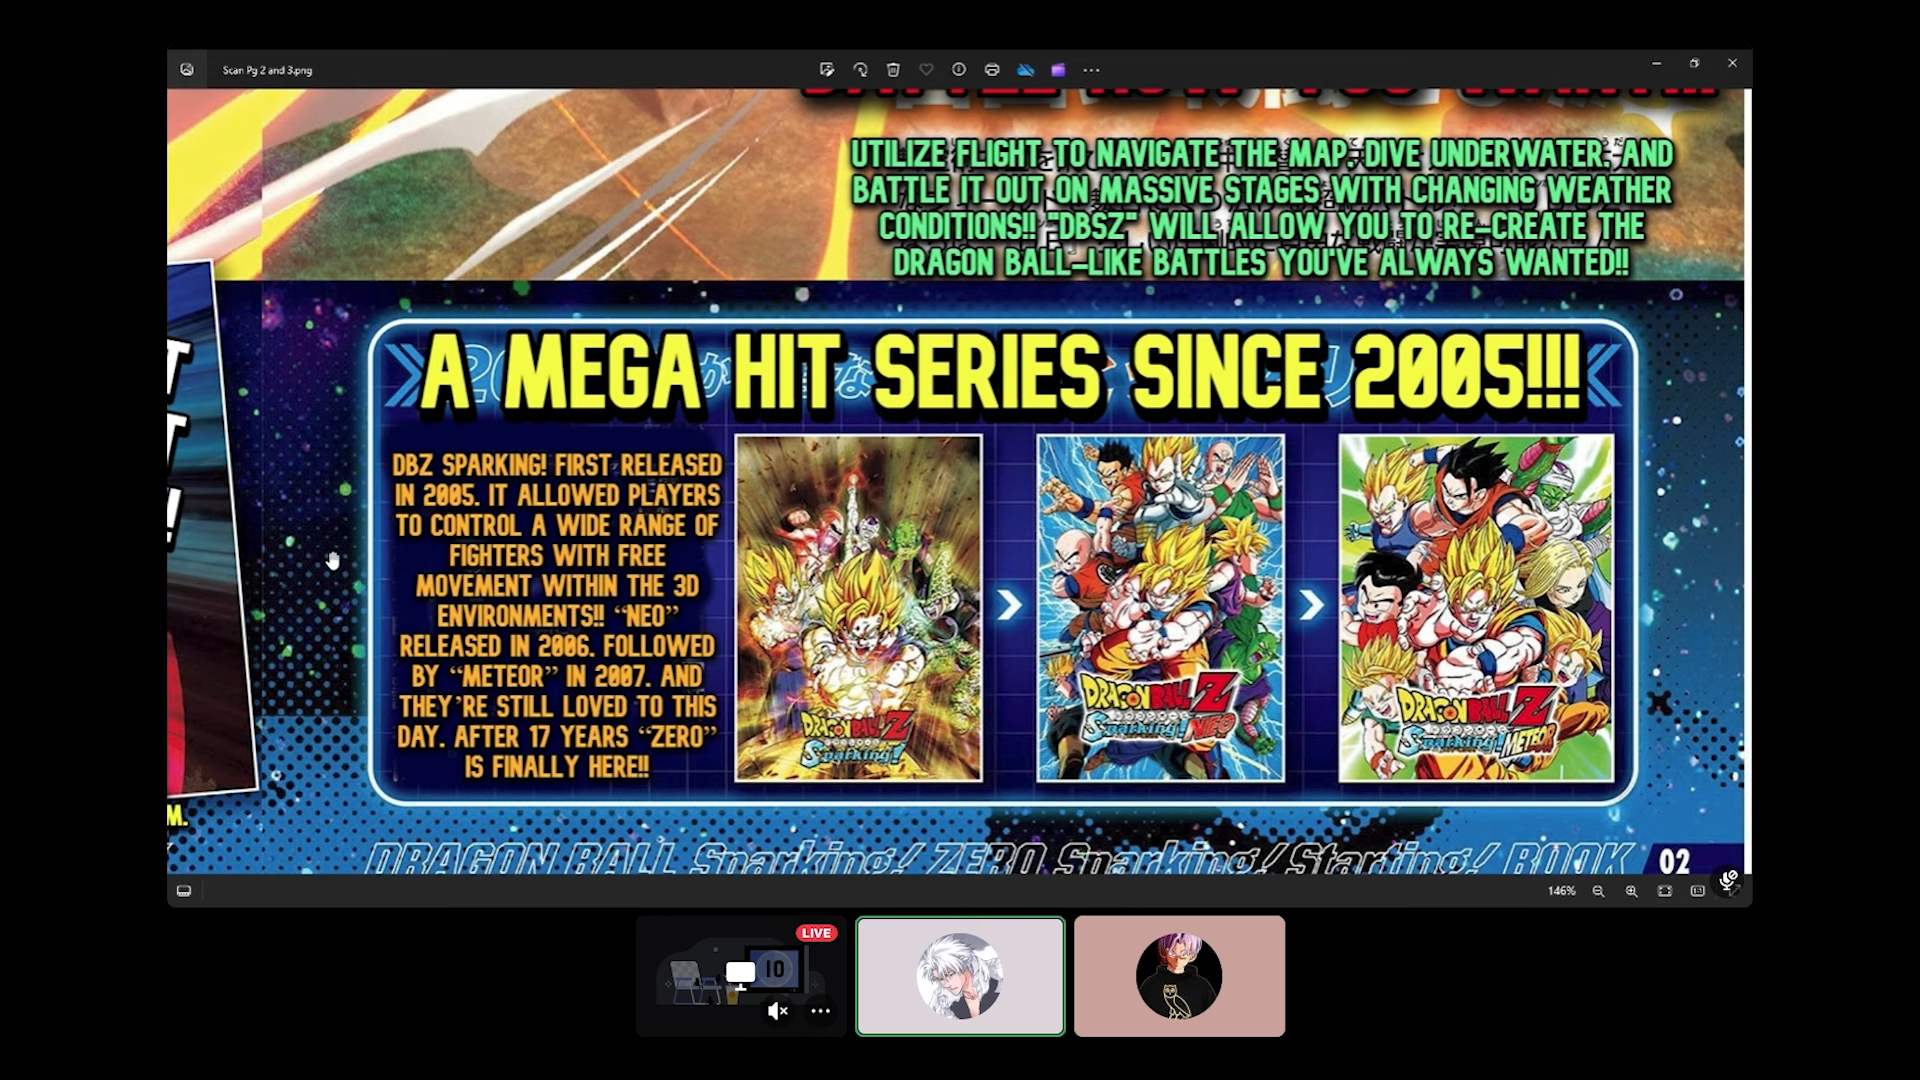 Scan Pg 2 and 3.png
UTILIZE FLIGHT TO NAVIGATE THE MAP. DIVE UNDERWATER. AND
BATTLE IT OUT ON MASSIVE STAGES WITH CHANGING WEATHER
CONDITIONS!! "DBSZ" WILL ALLOW YOU TO RE-CREATE THE
DRAGON BALL-LIKE BATTLES YOU'VE ALWAYS WANTED!!
A MEGA HIT SERIES SINCE 2005!!!
DBZ SPARKING! FIRST RELEASED
IN 2005. IT ALLOWED PLAYERS
TO CONTROL A WIDE RANGE OF
FIGHTERS WITH FREE
MOVEMENT WITHIN THE 3D
ENVIRONMENTS!! “NEO”
RELEASED IN 2006. FOLLOWED
BY “METEOR” IN 2007. AND
THEY’RE STILL LOVED TO THIS
DAY. AFTER 17 YEARS “ZERO”
IS FINALLY HERE!!
DRAGON BALL Z
Sparking!
DRAGON BALL Z
Sparking! NEO
DRAGON BALL Z
Sparking! METEOR
M.
DRAGON BALL Sparking! ZERO Sparking! Starting! BOOK
02
146%
LIVE
10